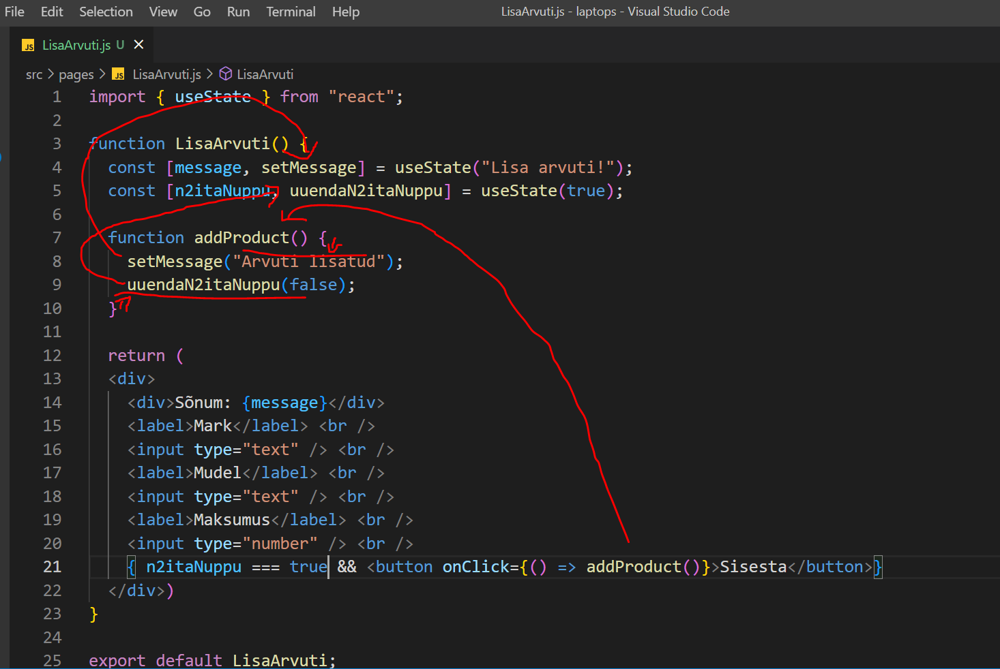 File Edit Selection View Go Run Terminal Help LisaArvuti.js - laptops - Visual Studio Code
JS LisaArvuti.js U ×
src > pages > JS LisaArvuti.js > LisaArvuti
1 import { useState } from "react";
2
3 function LisaArvuti() {
4 const [message, setMessage] = useState("Lisa arvuti!");
5 const [n2itaNuppu, uuendaN2itaNuppu] = useState(true);
6
7 function addProduct() {
8 setMessage("Arvuti lisatud");
9 uuendaN2itaNuppu(false);
10 }
11
12 return (
13 <div>
14 <div>Sõnum: {message}</div>
15 <label>Mark</label> <br />
16 <input type="text" /> <br />
17 <label>Mudel</label> <br />
18 <input type="text" /> <br />
19 <label>Maksumus</label> <br />
20 <input type="number" /> <br />
21 { n2itaNuppu === true && <button onClick={() => addProduct()}>Sisesta</button>}
22 </div>)
23 }
24
25 export default LisaArvuti;